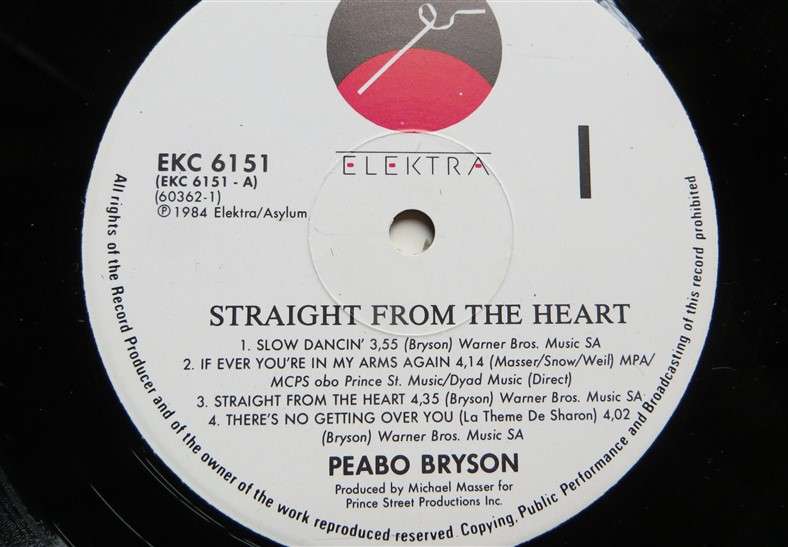 ELEKTRA
EKC 6151
(EKC 6151 - A)
(60362-1)
℗ 1984 Elektra/Asylum
I
STRAIGHT FROM THE HEART
1. SLOW DANCIN' 3,55 (Bryson) Warner Bros. Music SA
2. IF EVER YOU'RE IN MY ARMS AGAIN 4,14 (Masser/Snow/Weil) MPA/
MCPS obo Prince St. Music/Dyad Music (Direct)
3. STRAIGHT FROM THE HEART 4,35 (Bryson) Warner Bros. Music SA
4. THERE'S NO GETTING OVER YOU (La Theme De Sharon) 4,02
(Bryson) Warner Bros. Music SA
PEABO BRYSON
Produced by Michael Masser for
Prince Street Productions Inc.
All rights of the Record Producer and of the owner of the work reproduced reserved. Copying, Public Performance and Broadcasting of this record prohibited